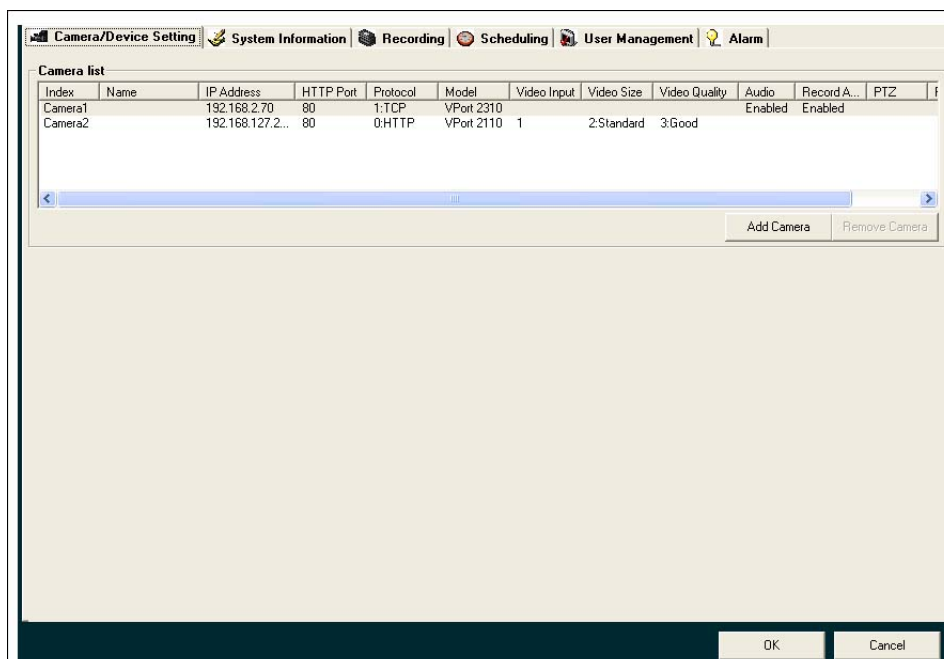 Camera/Device Setting System Information Recording Scheduling User Management Alarm
Camera list
Index Name IP Address HTTP Port Protocol Model Video Input Video Size Video Quality Audio Record A... PTZ
Camera1 192.168.2.70 80 1:TCP VPort 2310 Enabled Enabled
Camera2 192.168.127.2... 80 0:HTTP VPort 2110 1 2:Standard 3:Good
Add Camera Remove Camera
OK Cancel